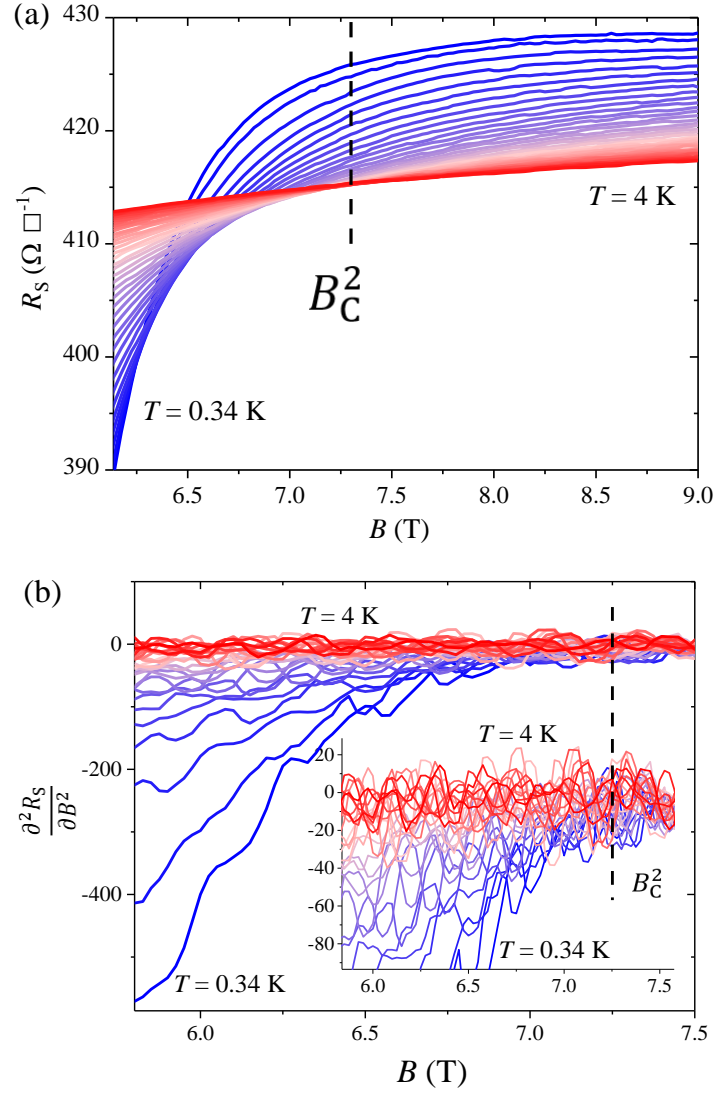 (a)
430
420
410
400
390
R_S (Ω □⁻¹)
T = 4 K
B_C^2
T = 0.34 K
6.5 7.0 7.5 8.0 8.5 9.0
B (T)
(b)
T = 4 K
0
-200
-400
∂²R_S
∂B²
T = 4 K
20
0
-20
-40
-60
-80
B_C^2
T = 0.34 K
6.0 6.5 7.0 7.5
T = 0.34 K
6.0 6.5 7.0 7.5
B (T)